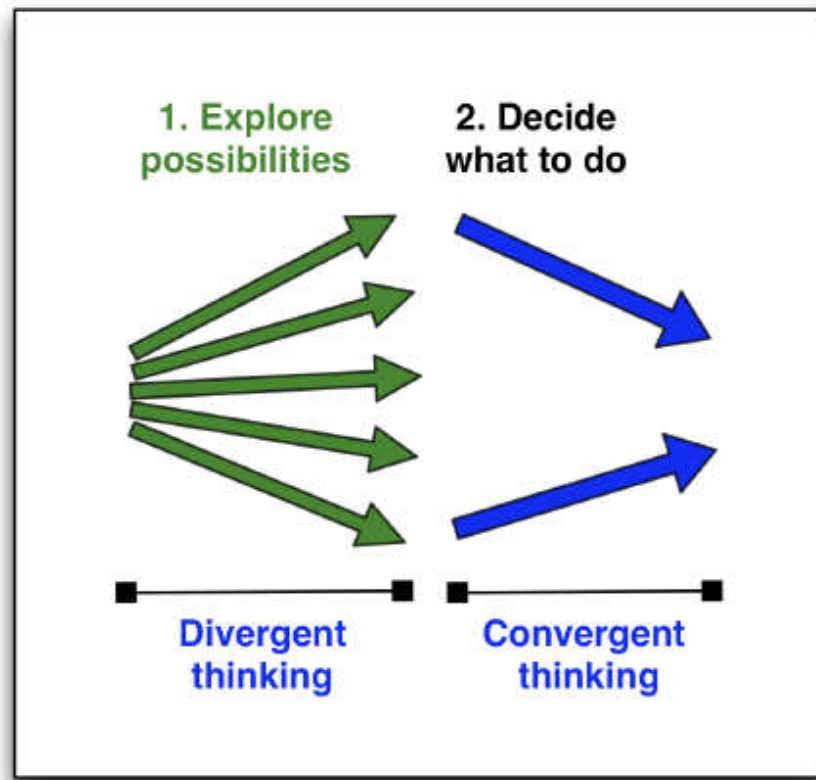 1. Explore
possibilities
2. Decide
what to do
Divergent
thinking
Convergent
thinking